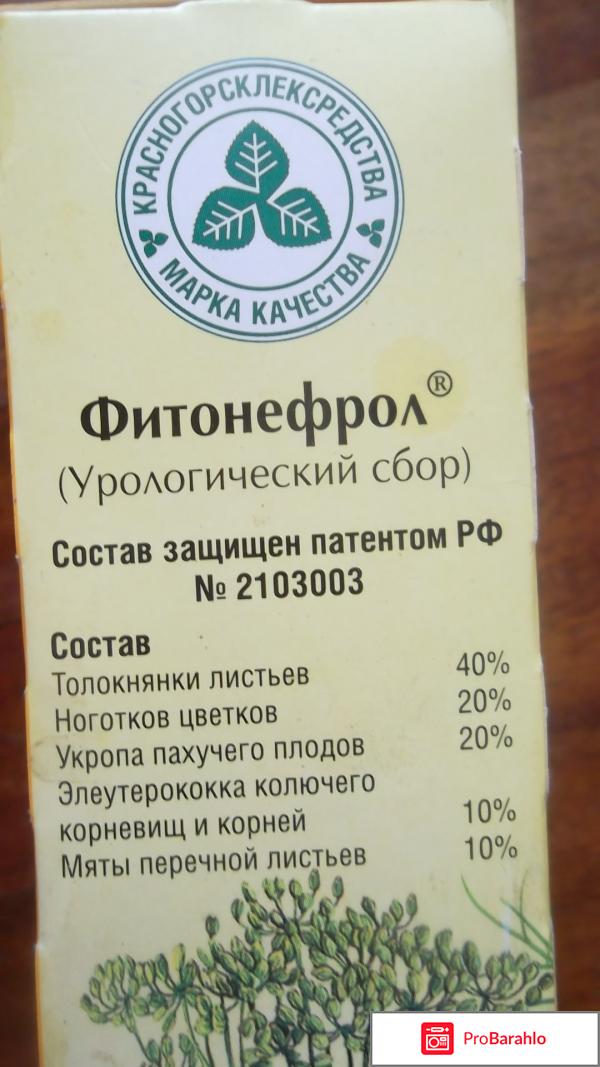 КРАСНОГОРСКЛЕКСРЕДСТВА
МАРКА КАЧЕСТВА
Фитонефрол®
(Урологический сбор)
Состав защищен патентом РФ
№ 2103003
Состав
Толокнянки листьев 40%
Ноготков цветков 20%
Укропа пахучего плодов 20%
Элеутерококка колючего
корневищ и корней 10%
Мяты перечной листьев 10%
ProBarahlo